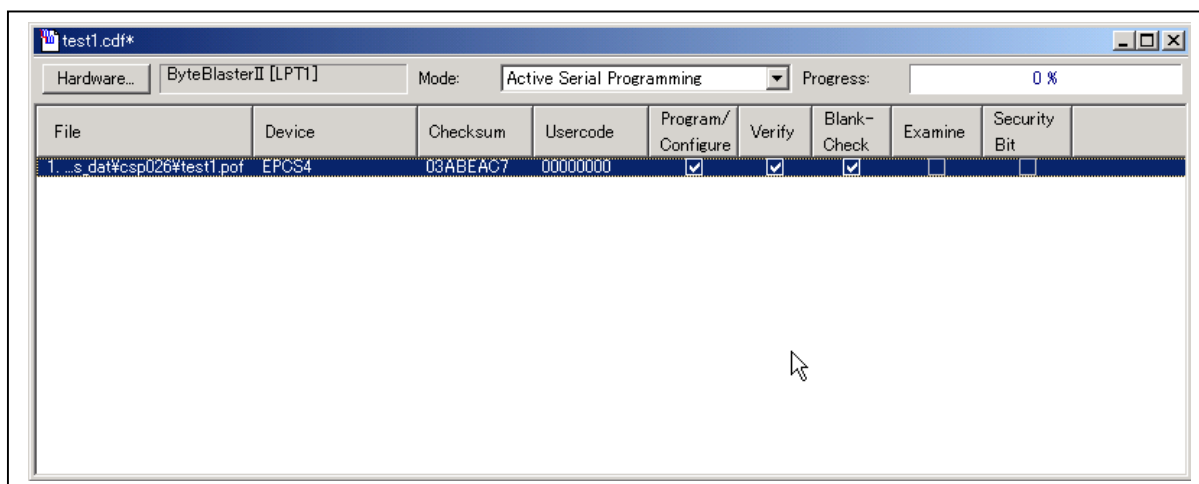 test1.cdf*
Hardware... ByteBlasterII [LPT1] Mode: Active Serial Programming Progress: 0 %
File Device Checksum Usercode Program/ Configure Verify Blank- Check Examine Security Bit
1. ...s_dat¥csp026¥test1.pof EPCS4 03ABEAC7 00000000